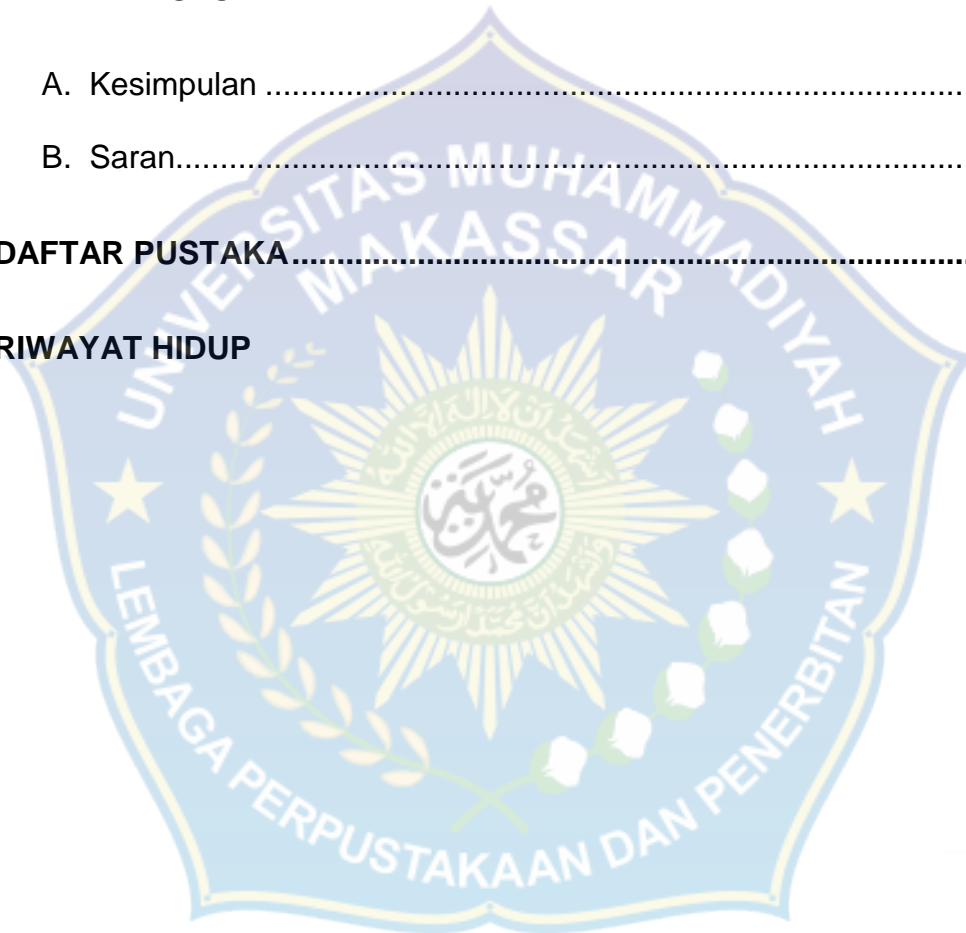 A. Kesimpulan ..............................................................................
B. Saran........................................................................................
DAFTAR PUSTAKA...........................................................................
RIWAYAT HIDUP
UNIVERSITAS MUHAMMADIYAH
MAKASSAR
LEMBAGA PERPUSTAKAAN DAN PENERBITAN